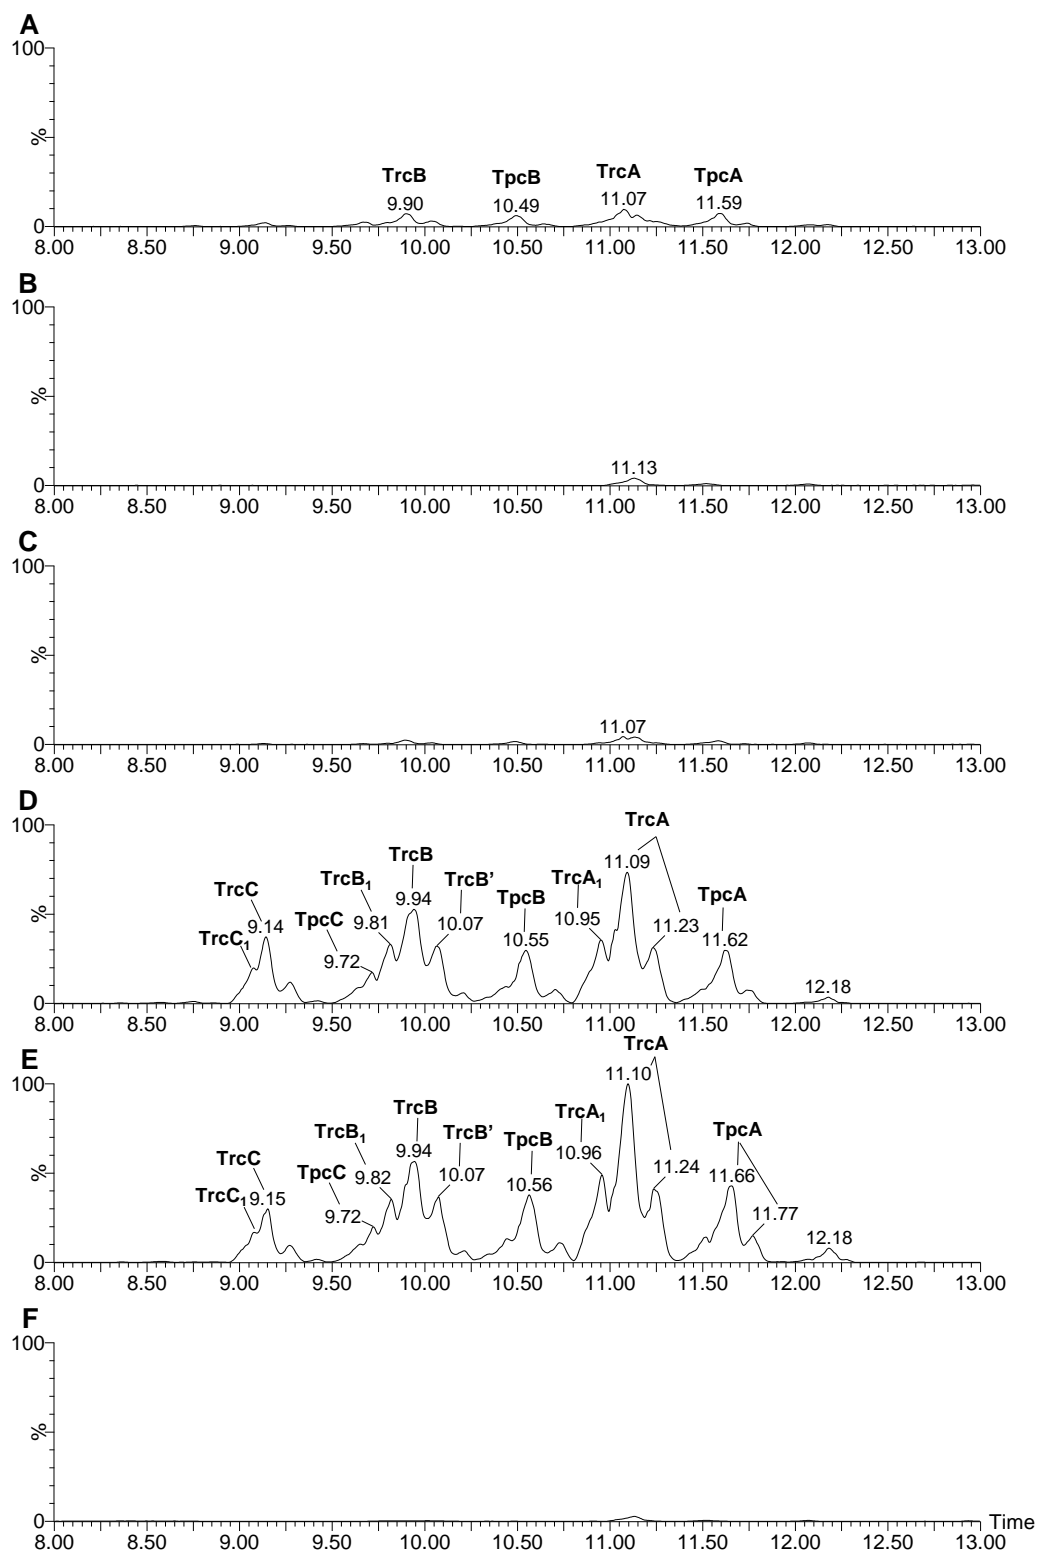 A
100
%
TrcB TpcB TrcA TpcA
9.90 10.49 11.07 11.59
0
8.00 8.50 9.00 9.50 10.00 10.50 11.00 11.50 12.00 12.50 13.00
B
100
%
11.13
0
8.00 8.50 9.00 9.50 10.00 10.50 11.00 11.50 12.00 12.50 13.00
C
100
%
11.07
0
8.00 8.50 9.00 9.50 10.00 10.50 11.00 11.50 12.00 12.50 13.00
D
100
%
TrcA
TrcB 11.09
TrcC TrcB₁ TrcB’ TrcA₁
TpcC 9.94 TpcB TpcA
TrcC₁ 9.14 9.81 10.07 10.95 11.23
9.72 10.55 11.62
12.18
0
8.00 8.50 9.00 9.50 10.00 10.50 11.00 11.50 12.00 12.50 13.00
E
100
%
TrcA
11.10
TrcB TrcA₁
TrcB₁ TrcB’ TpcB TpcA
TrcC TpcC 9.94 10.96
9.82 10.07 10.56 11.24 11.66
TrcC₁ 9.15 9.72 11.77
12.18
0
8.00 8.50 9.00 9.50 10.00 10.50 11.00 11.50 12.00 12.50 13.00
F
100
%
0
Time
8.00 8.50 9.00 9.50 10.00 10.50 11.00 11.50 12.00 12.50 13.00